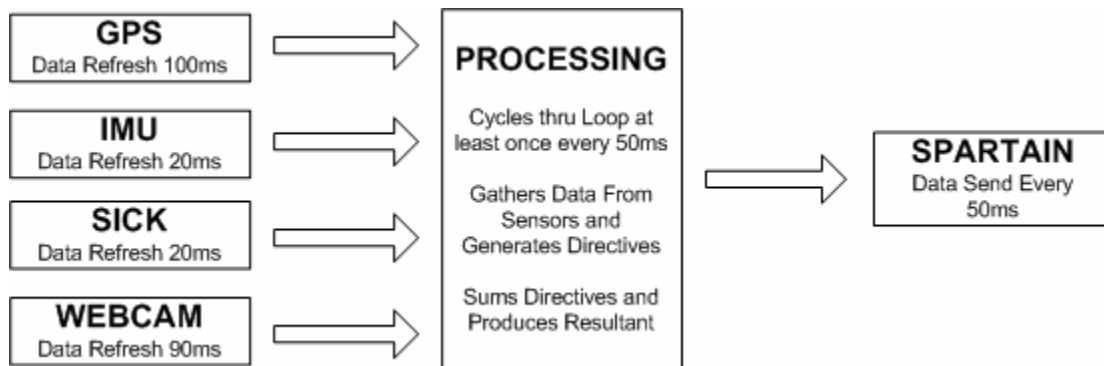 GPS
Data Refresh 100ms
IMU
Data Refresh 20ms
SICK
Data Refresh 20ms
WEBCAM
Data Refresh 90ms
PROCESSING
Cycles thru Loop at
least once every 50ms
Gathers Data From
Sensors and
Generates Directives
Sums Directives and
Produces Resultant
SPARTAIN
Data Send Every
50ms